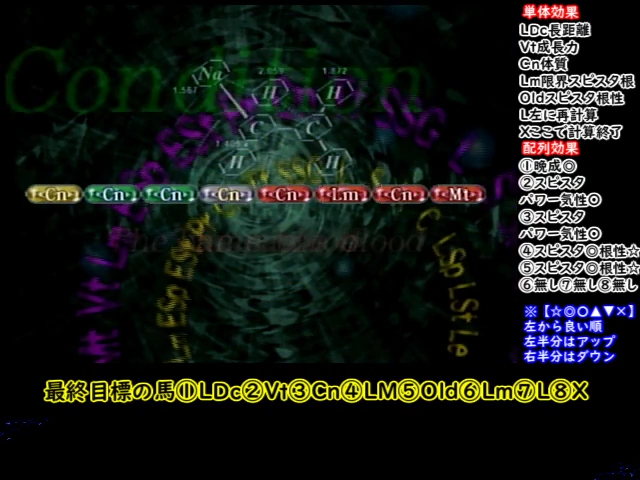 Condition
Na
H
H
C
C
H
H
Cn Cn Cn Cn Cn Lm Cn Mt
単体効果
LDc長距離
Vt成長力
Cn体質
Lm限界スピスタ根
Oldスピスタ根性
L左に再計算
Xここで計算終了
配列効果
①晩成◎
②スピスタ
パワー気性○
③スピスタ
パワー気性○
④スピスタ◎根性☆
⑤スピスタ◎根性☆
⑥無し⑦無し⑧無し
※【☆◎○▲▼×】
左から良い順
左半分はアップ
右半分はダウン
最終目標の馬①LDc②Vt③Cn④LM⑤Old⑥Lm⑦L⑧X